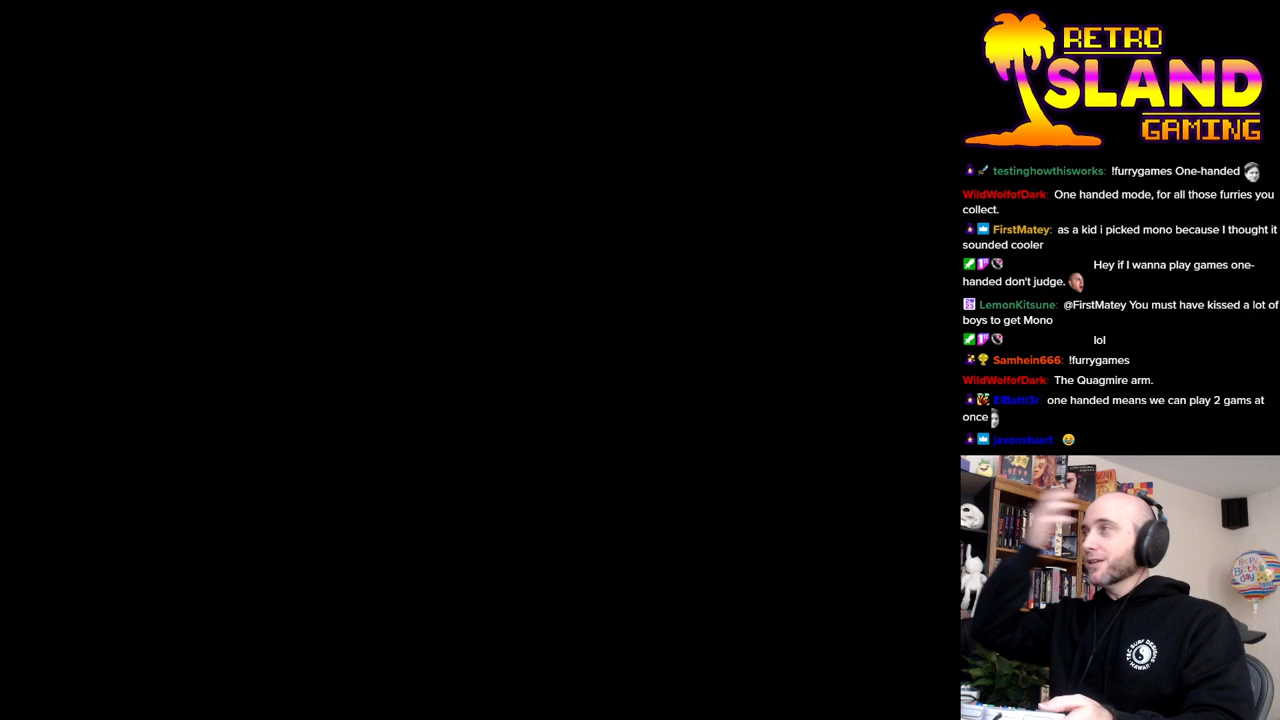 RETRO
ISLAND
GAMING
testinghowthisworks: !furrygames One-handed
WildWolfofDark: One handed mode, for all those furries you
collect.
FirstMatey: as a kid i picked mono because I thought it
sounded cooler
Hey if I wanna play games one-
handed don't judge.
LemonKitsune: @FirstMatey You must have kissed a lot of
boys to get Mono
lol
Samhein666: !furrygames
WildWolfofDark: The Quagmire arm.
one handed means we can play 2 gams at
once
jaxonstuart
HAWAII